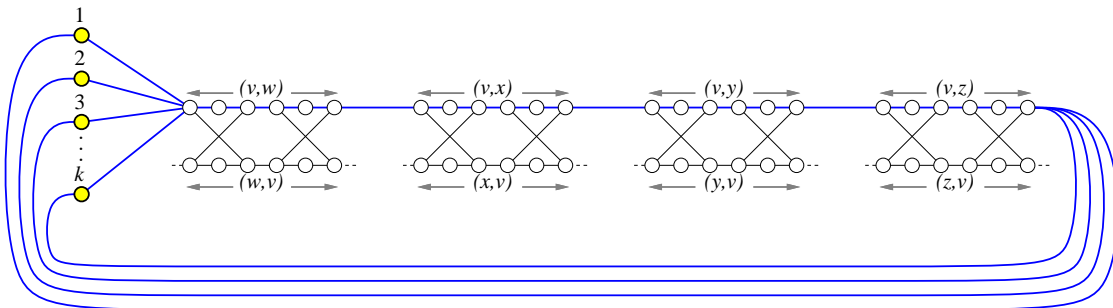 1
2
3
k
(v,w)
(v,x)
(v,y)
(v,z)
(w,v)
(x,v)
(y,v)
(z,v)